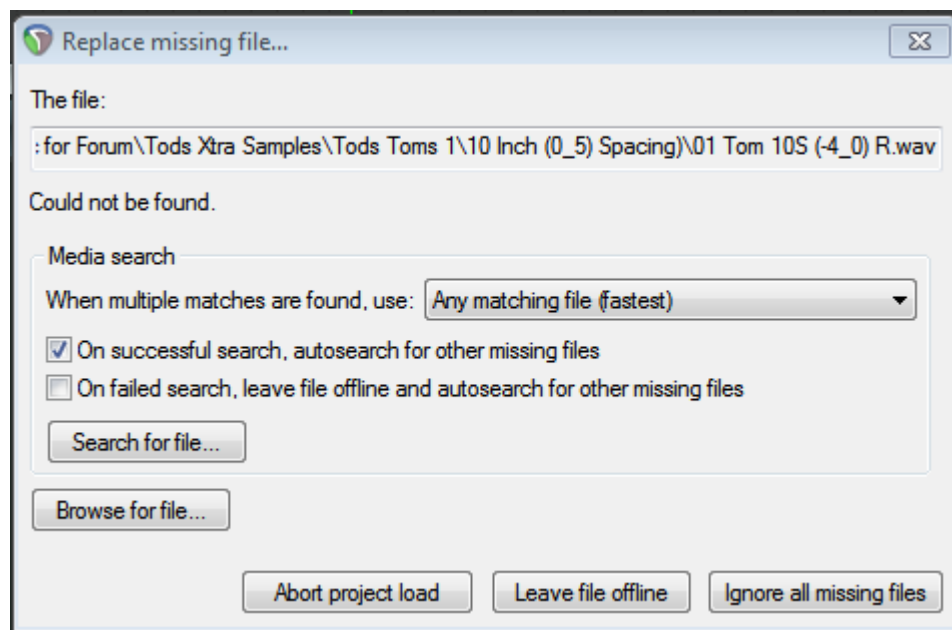 Replace missing file...
The file:
: for Forum\Tods Xtra Samples\Tods Toms 1\10 Inch (0_5) Spacing)\01 Tom 10S (-4_0) R.wav
Could not be found.
Media search
When multiple matches are found, use: Any matching file (fastest)
On successful search, autosearch for other missing files
On failed search, leave file offline and autosearch for other missing files
Search for file...
Browse for file...
Abort project load Leave file offline Ignore all missing files